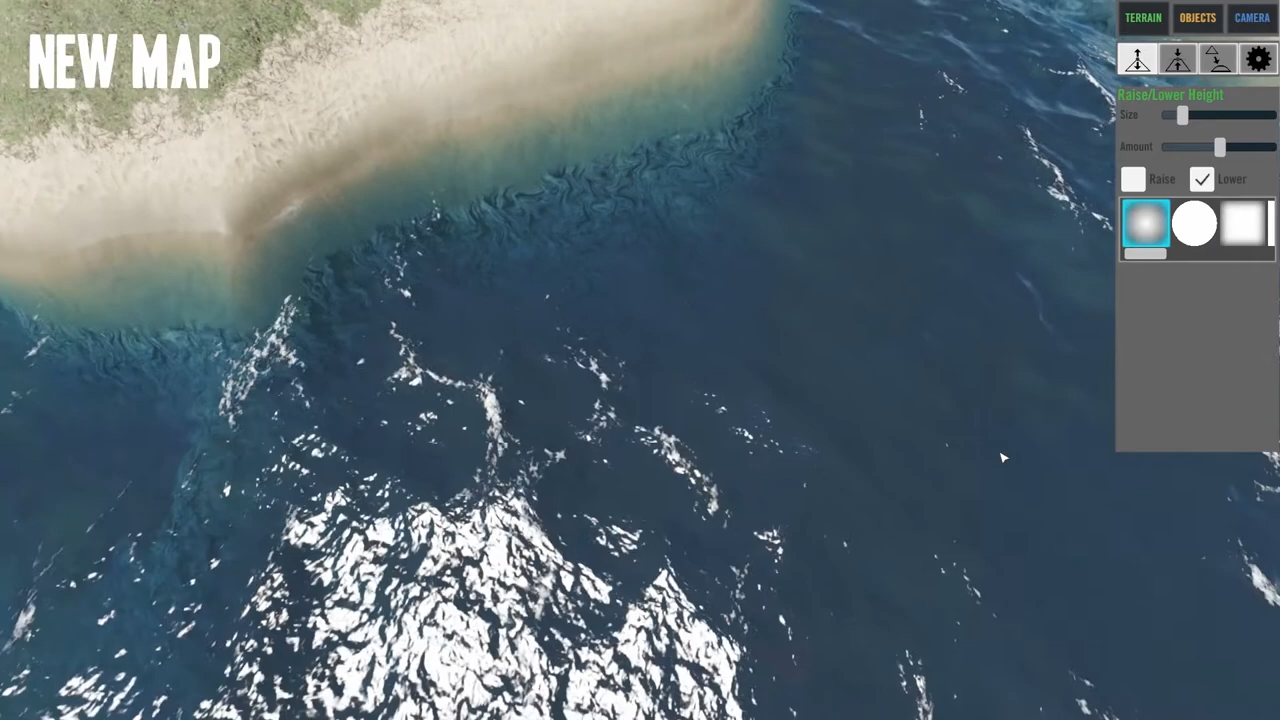 NEW MAP
TERRAIN OBJECTS CAMERA
Raise/Lower Height
Size
Amount
Raise Lower